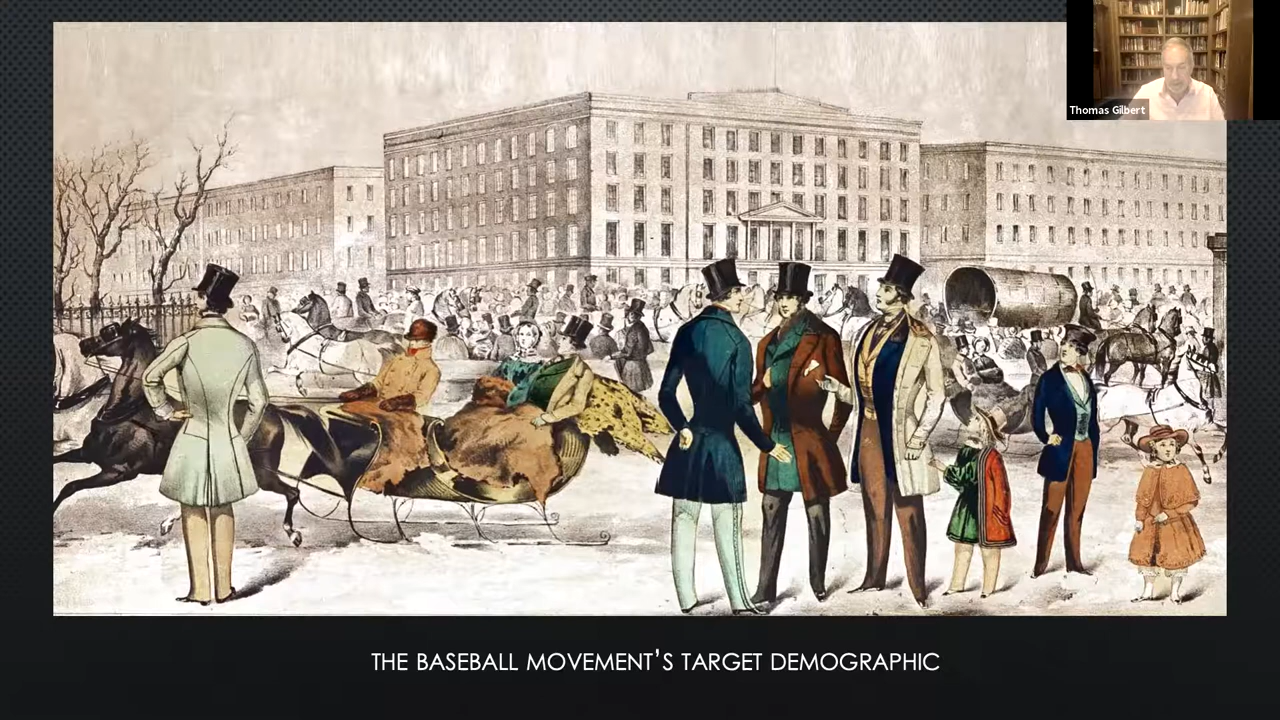 Thomas Gilbert
THE BASEBALL MOVEMENT’S TARGET DEMOGRAPHIC